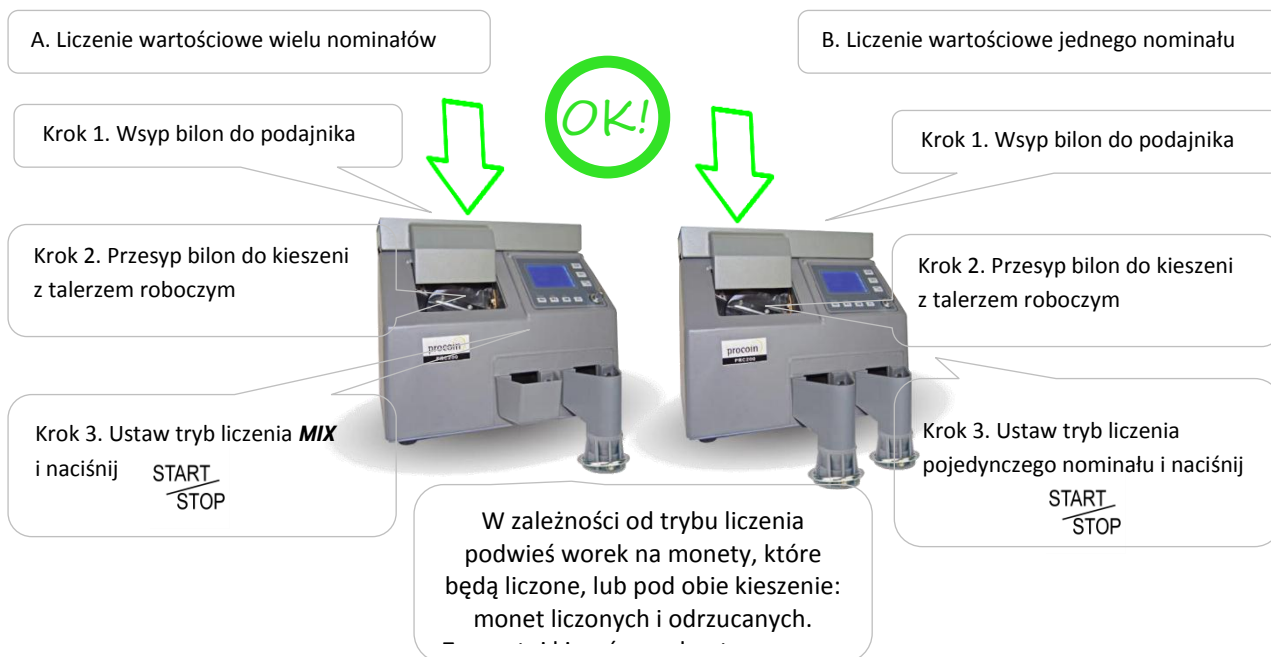 A. Liczenie wartościowe wielu nominałów
B. Liczenie wartościowe jednego nominału
OK!
Krok 1. Wsyp bilon do podajnika
Krok 1. Wsyp bilon do podajnika
Krok 2. Przesyp bilon do kieszeni
z talerzem roboczym
Krok 2. Przesyp bilon do kieszeni
z talerzem roboczym
procoin
PRC200
procoin
PRC200
Krok 3. Ustaw tryb liczenia MIX
i naciśnij START
STOP
Krok 3. Ustaw tryb liczenia
pojedynczego nominału i naciśnij
START
STOP
W zależności od trybu liczenia
podwieś worek na monety, które
będą liczone, lub pod obie kieszenie:
monet liczonych i odrzucanych.